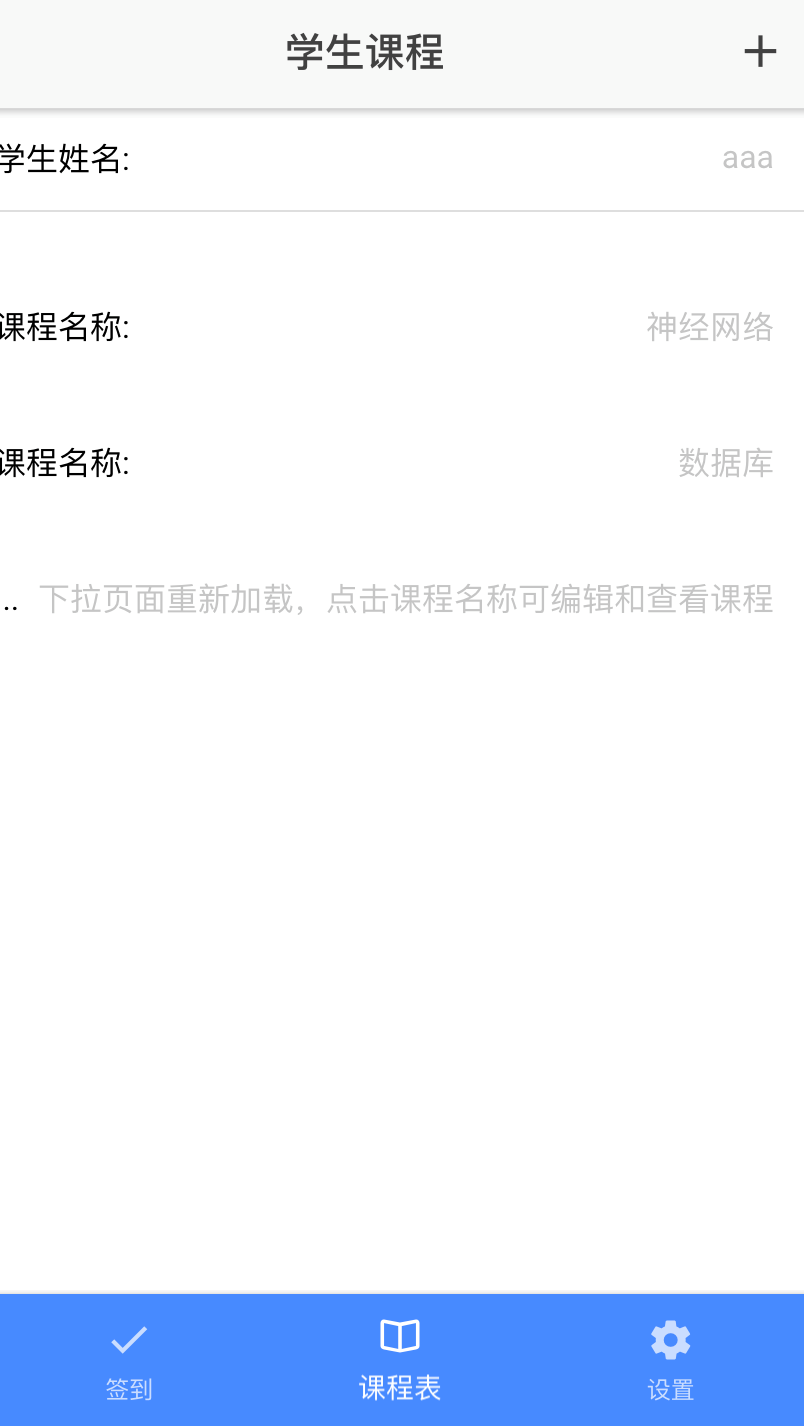 学生课程
学生姓名: aaa
课程名称: 神经网络
课程名称: 数据库
.. 下拉页面重新加载，点击课程名称可编辑和查看课程
签到 课程表 设置